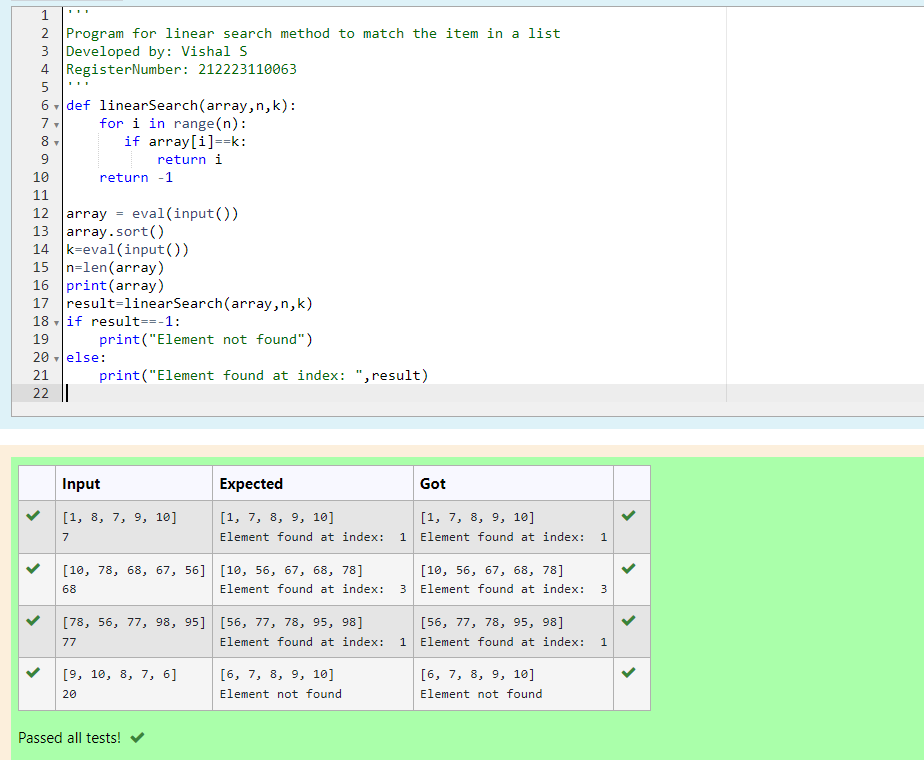 1 '''
2 Program for linear search method to match the item in a list
3 Developed by: Vishal S
4 RegisterNumber: 212223110063
5 '''
6 def linearSearch(array,n,k):
7     for i in range(n):
8        if array[i]==k:
9            return i
10     return -1
11
12 array = eval(input())
13 array.sort()
14 k=eval(input())
15 n=len(array)
16 print(array)
17 result=linearSearch(array,n,k)
18 if result==-1:
19     print("Element not found")
20 else:
21     print("Element found at index: ",result)
22
Input Expected Got
[1, 8, 7, 9, 10] [1, 7, 8, 9, 10] [1, 7, 8, 9, 10]
7 Element found at index:  1 Element found at index:  1
[10, 78, 68, 67, 56] [10, 56, 67, 68, 78] [10, 56, 67, 68, 78]
68 Element found at index:  3 Element found at index:  3
[78, 56, 77, 98, 95] [56, 77, 78, 95, 98] [56, 77, 78, 95, 98]
77 Element found at index:  1 Element found at index:  1
[9, 10, 8, 7, 6] [6, 7, 8, 9, 10] [6, 7, 8, 9, 10]
20 Element not found Element not found
Passed all tests!